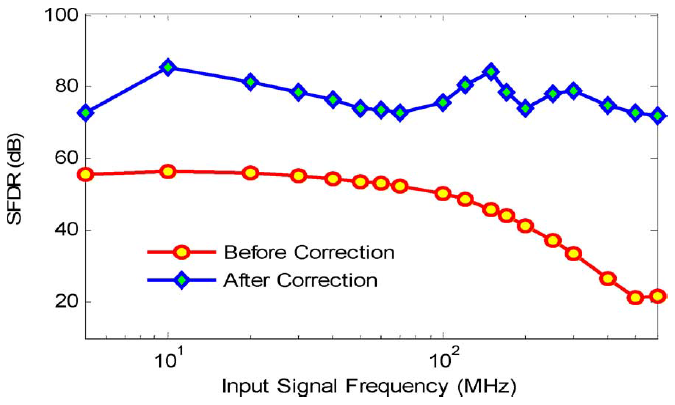 100
80
60
40
20
SFDR (dB)
Before Correction
After Correction
10^1
10^2
Input Signal Frequency (MHz)